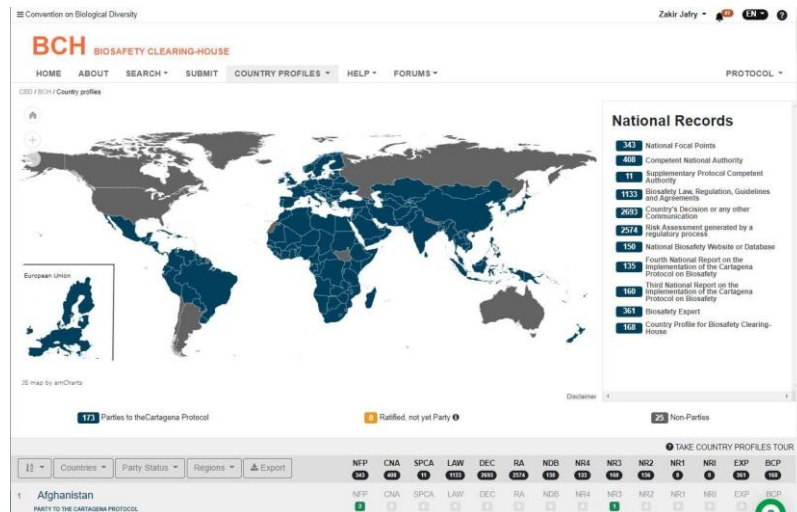 Convention on Biological Diversity
Zakir Jafry
EN
BCH BIOSAFETY CLEARING-HOUSE
HOME ABOUT SEARCH SUBMIT COUNTRY PROFILES HELP FORUMS PROTOCOL
CBD / BCH / Country profiles
National Records
343 National Focal Points
408 Competent National Authority
11 Supplementary Protocol Competent
Authority
1133 Biosafety Law, Regulation, Guidelines
and Agreements
2693 Country's Decision or any other
Communication
2574 Risk Assessment generated by a
regulatory process
150 National Biosafety Website or Database
135 Fourth National Report on the
Implementation of the Cartagena
Protocol on Biosafety
160 Third National Report on the
Implementation of the Cartagena
Protocol on Biosafety
361 Biosafety Expert
168 Country Profile for Biosafety Clearing-
House
European Union
JS map by amCharts
Disclaimer
173 Parties to theCartagena Protocol
0 Ratified, not yet Party
25 Non-Parties
TAKE COUNTRY PROFILES TOUR
Countries Party Status Regions Export
NFP CNA SPCA LAW DEC RA NDB NR4 NR3 NR2 NR1 NRI EXP BCP
343 408 11 1133 2693 2574 150 135 160 156 0 0 361 168
1 Afghanistan
NFP CNA SPCA LAW DEC RA NDB NR4 NR3 NR2 NR1 NRI EXP BCP
PARTY TO THE CARTAGENA PROTOCOL
2
1